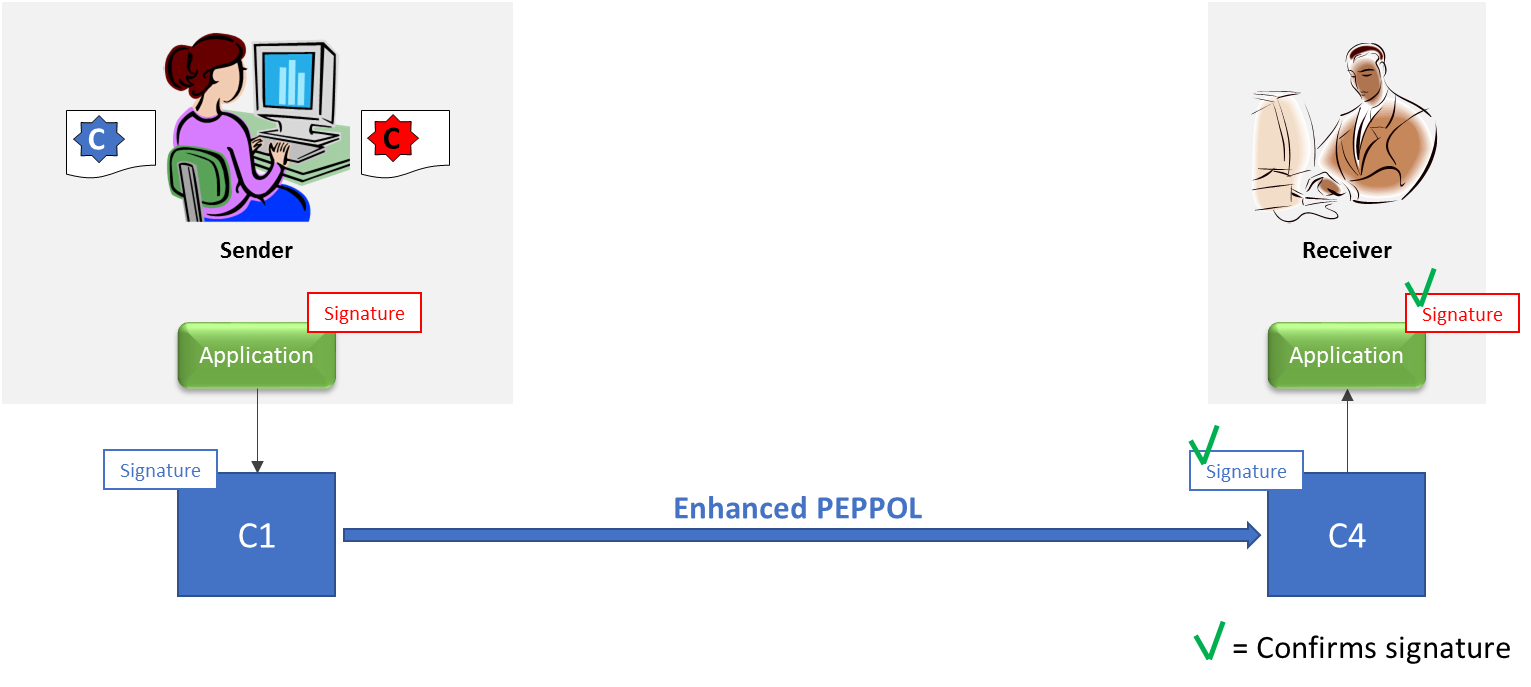 C
C
Sender
Receiver
Signature
Signature
Application
Application
Signature
Signature
Enhanced PEPPOL
C1
C4
= Confirms signature